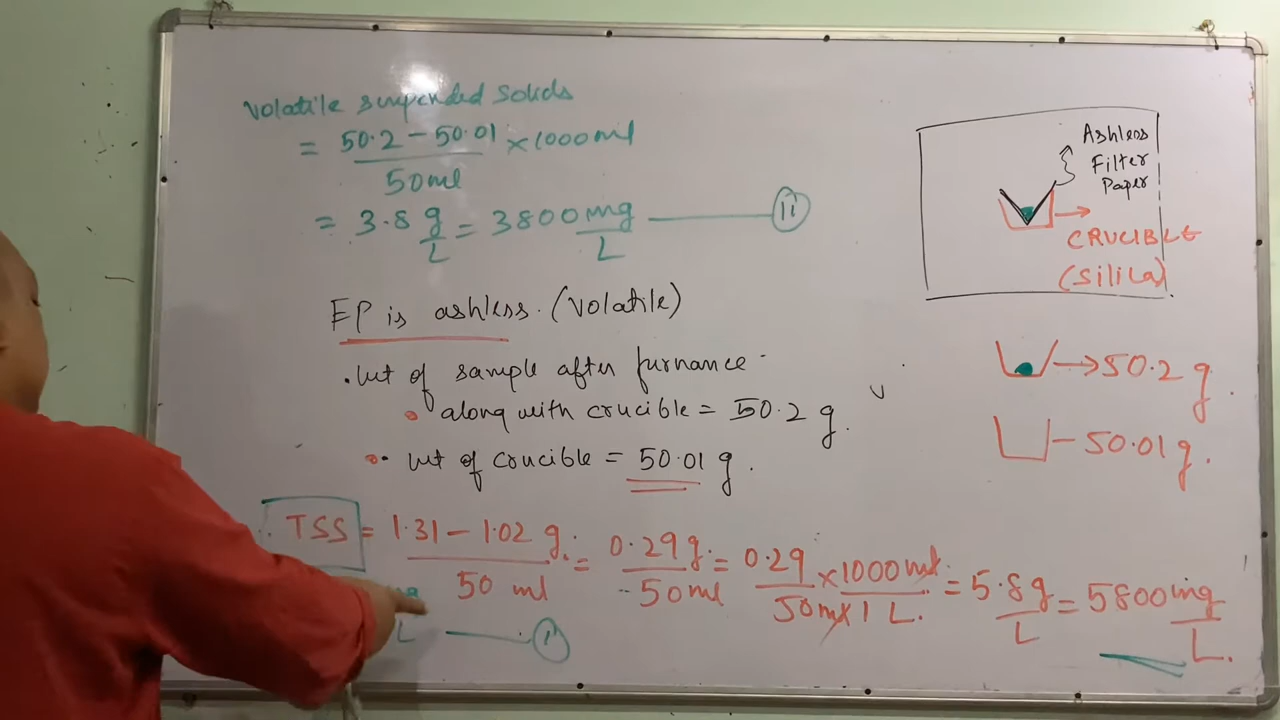 Volatile suspended solids
= 50.2 - 50.01 × 1000 ml
50 ml
= 3.8 g/L = 3800 mg/L ——— (ii)
FP is ashless. (volatile)
• wt of sample after furnance
along with crucible = 50.2 g.
• wt of crucible = 50.01 g.
∴ TSS = 1.31 - 1.02 g. / 50 ml = 0.29 g. / 50 ml = 0.29 / 50 ml × 1000 ml / 1 L. = 5.8 g/L = 5800 mg/L.
mg/L ——— (i)
Ashless
Filter
Paper
CRUCIBLE
(Silica)
→ 50.2 g.
— 50.01 g.